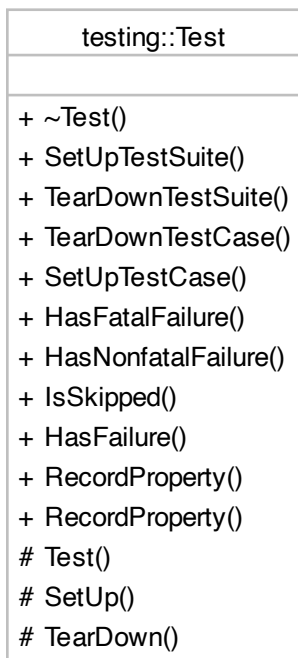 testing::Test
+ ~Test()
+ SetUpTestSuite()
+ TearDownTestSuite()
+ TearDownTestCase()
+ SetUpTestCase()
+ HasFatalFailure()
+ HasNonfatalFailure()
+ IsSkipped()
+ HasFailure()
+ RecordProperty()
+ RecordProperty()
# Test()
# SetUp()
# TearDown()